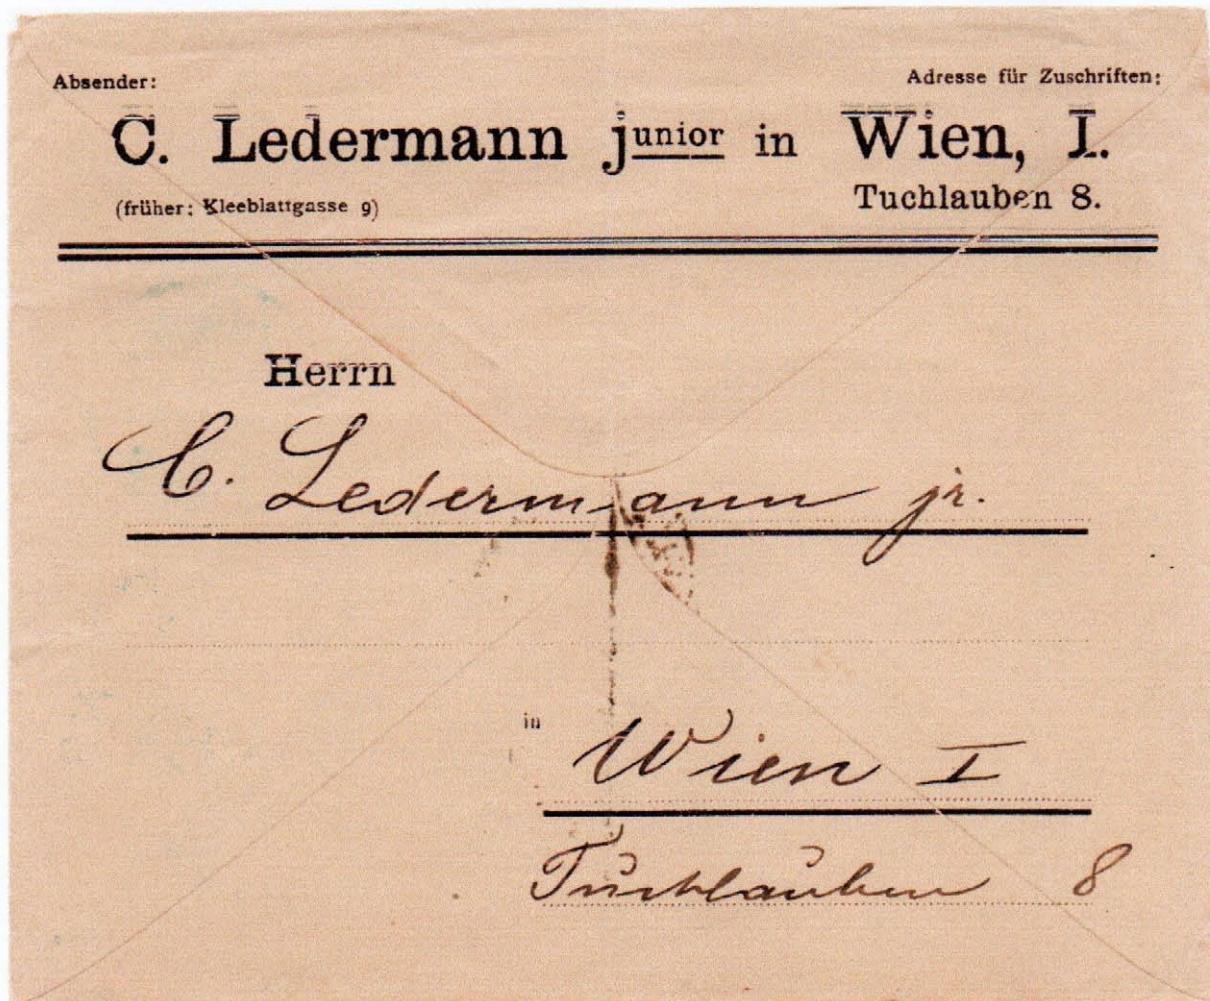 Absender:
Adresse für Zuschriften:
C. Ledermann junior in Wien, I.
(früher: Kleeblattgasse 9)
Tuchlauben 8.
Herrn
C. Ledermann jr.
in
Wien I
Tuchlauben 8